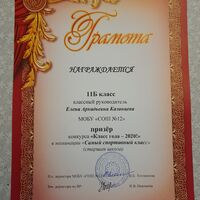 Грамота
НАГРАЖДАЕТСЯ
11Б класс
классный руководитель
Елена Аркадьевна Казанцева
МОБУ «СОШ №12»
призёр
конкурса «Класс года – 2020!»
в номинации «Самый спортивный класс»
(старшая школа)